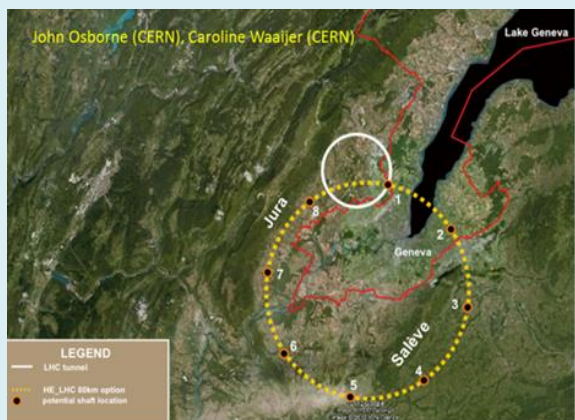 John Osborne (CERN), Caroline Waaijer (CERN)
Lake Geneva
1
Jura
8
2
Geneva
7
3
Salève
6
4
5
LEGEND
LHC tunnel
HE_LHC 80km option
potential shaft location